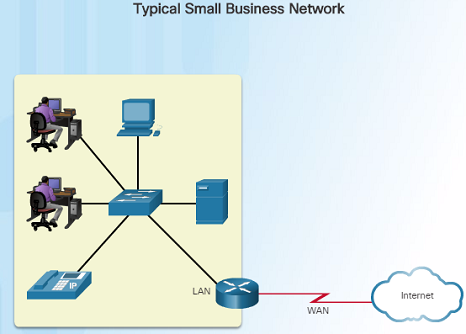 Typical Small Business Network
IP
LAN
WAN
Internet